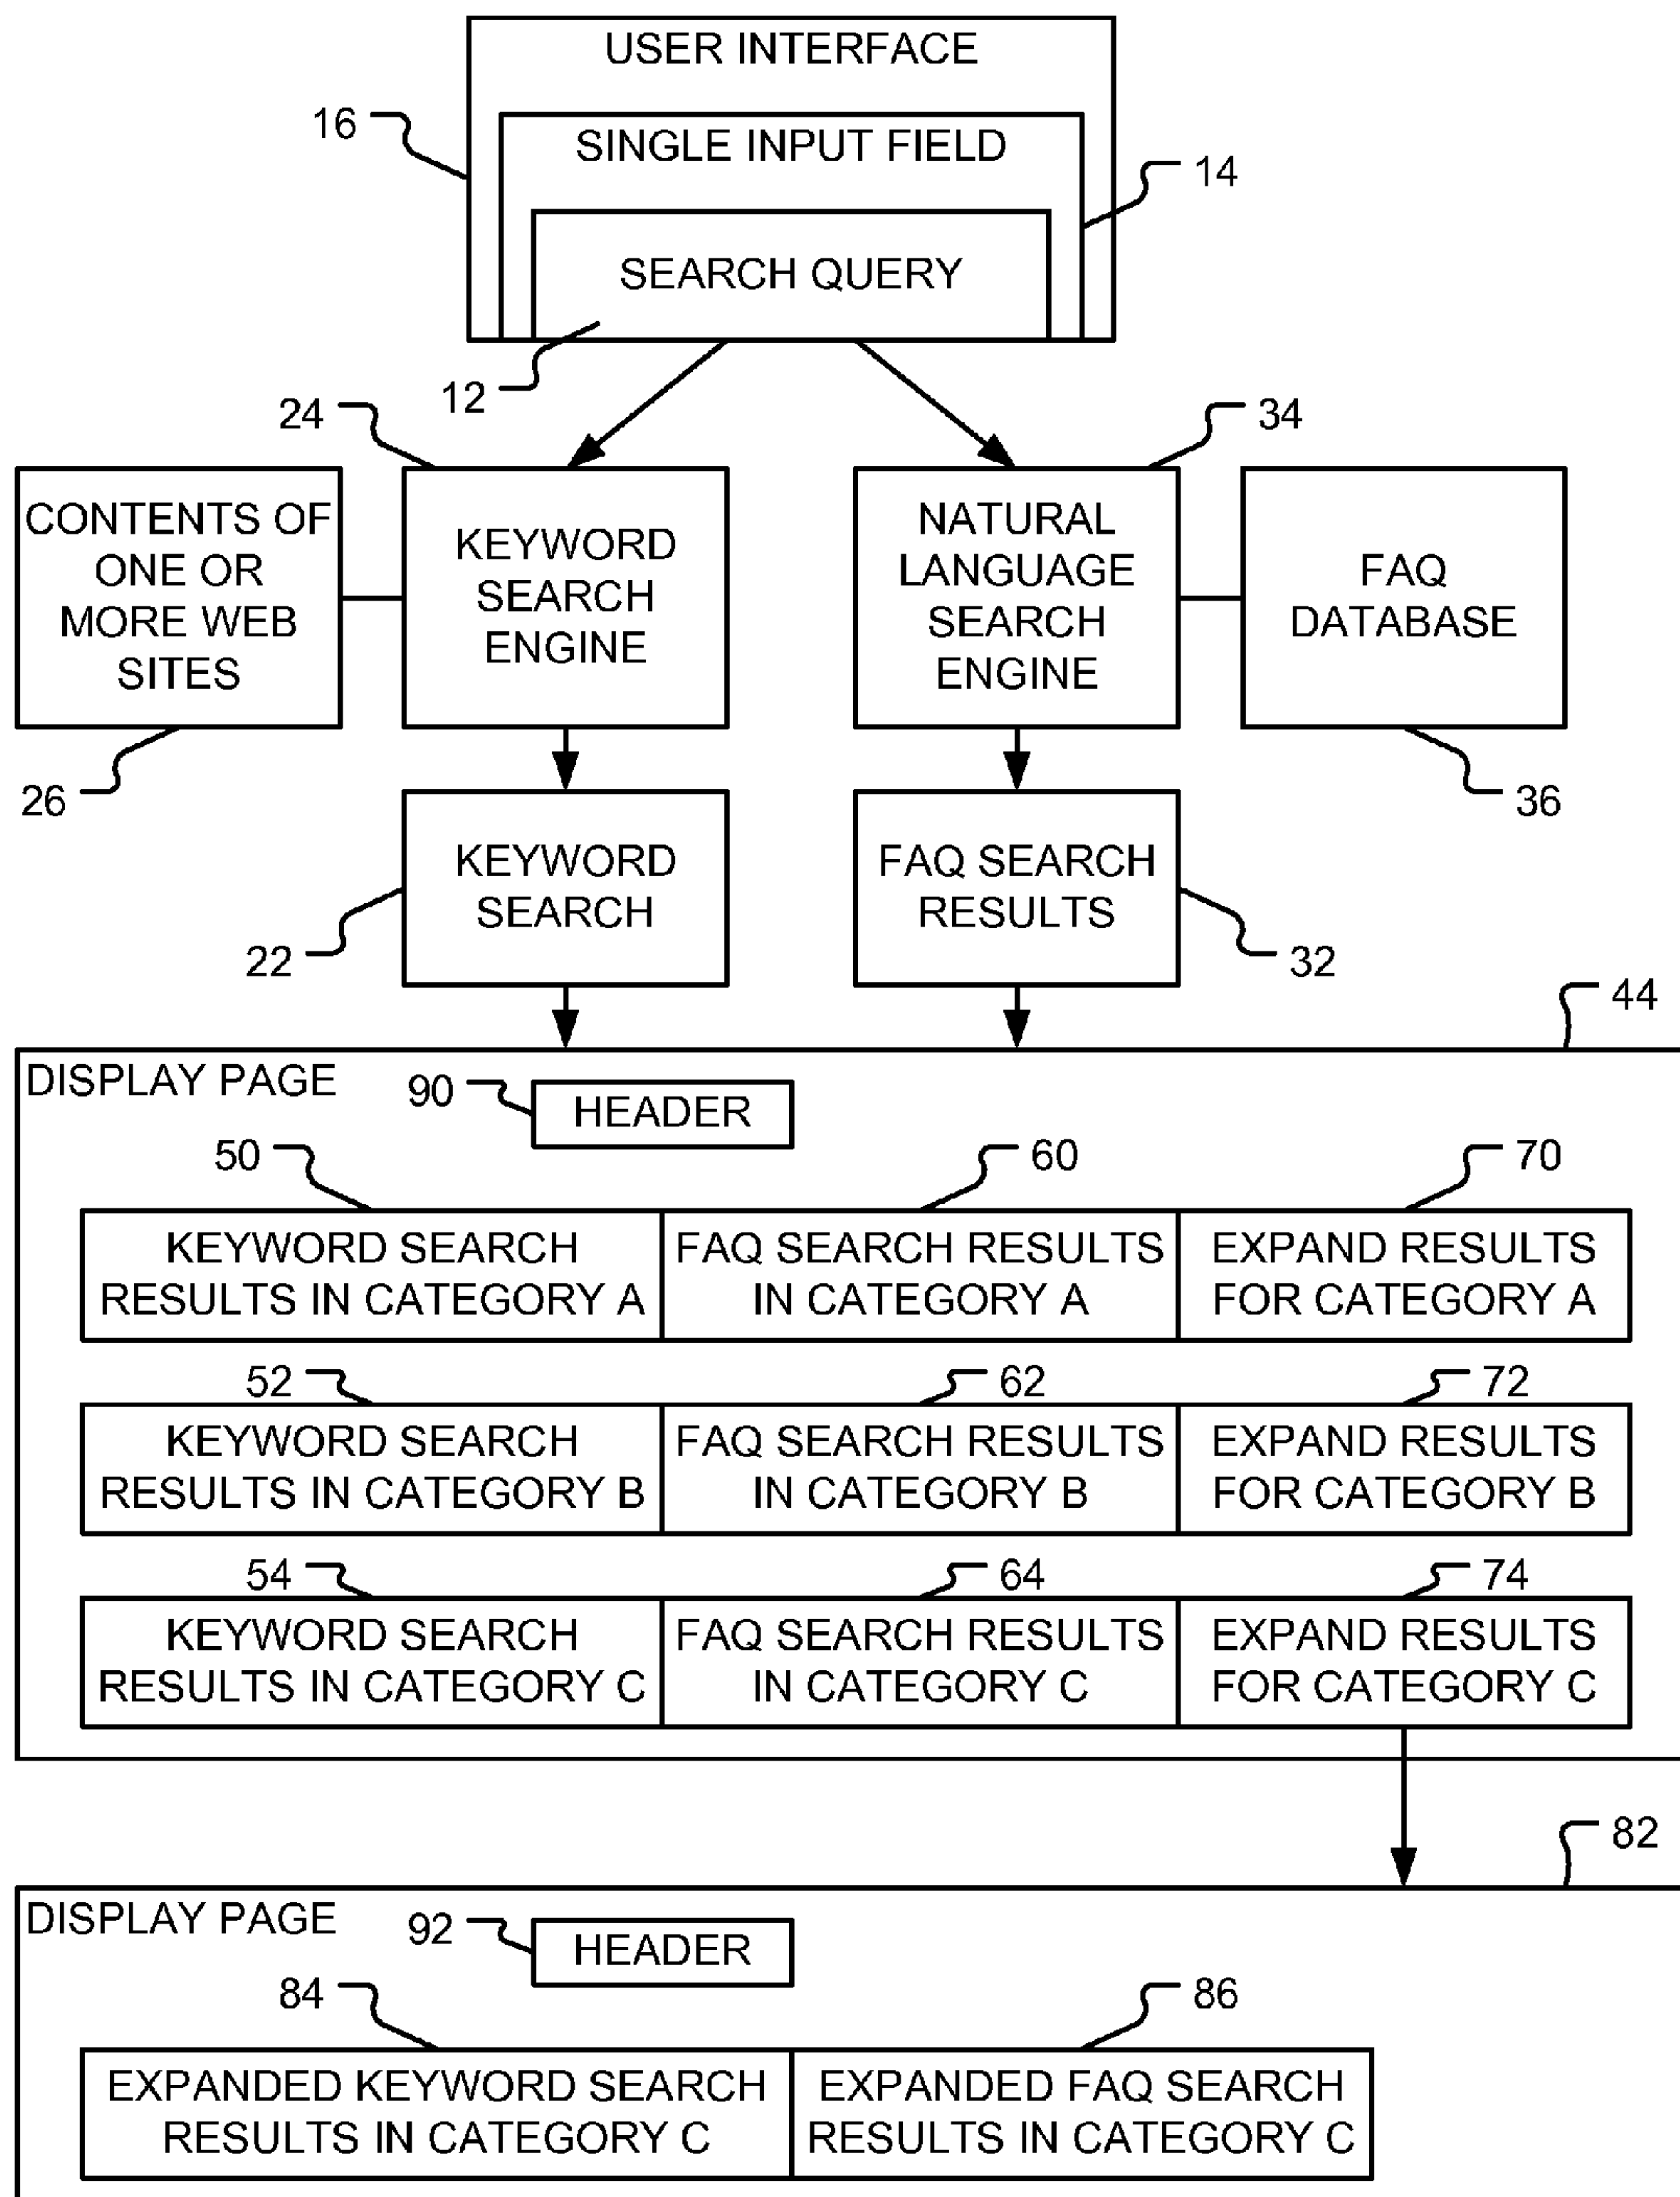 USER INTERFACE
16
SINGLE INPUT FIELD
14
SEARCH QUERY
12
24
34
CONTENTS OF
ONE OR
MORE WEB
SITES
KEYWORD
SEARCH
ENGINE
NATURAL
LANGUAGE
SEARCH
ENGINE
FAQ
DATABASE
26
36
KEYWORD
SEARCH
FAQ SEARCH
RESULTS
22
32
44
DISPLAY PAGE
90
HEADER
50
60
70
KEYWORD SEARCH
RESULTS IN CATEGORY A
FAQ SEARCH RESULTS
IN CATEGORY A
EXPAND RESULTS
FOR CATEGORY A
52
62
72
KEYWORD SEARCH
RESULTS IN CATEGORY B
FAQ SEARCH RESULTS
IN CATEGORY B
EXPAND RESULTS
FOR CATEGORY B
54
64
74
KEYWORD SEARCH
RESULTS IN CATEGORY C
FAQ SEARCH RESULTS
IN CATEGORY C
EXPAND RESULTS
FOR CATEGORY C
82
DISPLAY PAGE
92
HEADER
84
86
EXPANDED KEYWORD SEARCH
RESULTS IN CATEGORY C
EXPANDED FAQ SEARCH
RESULTS IN CATEGORY C